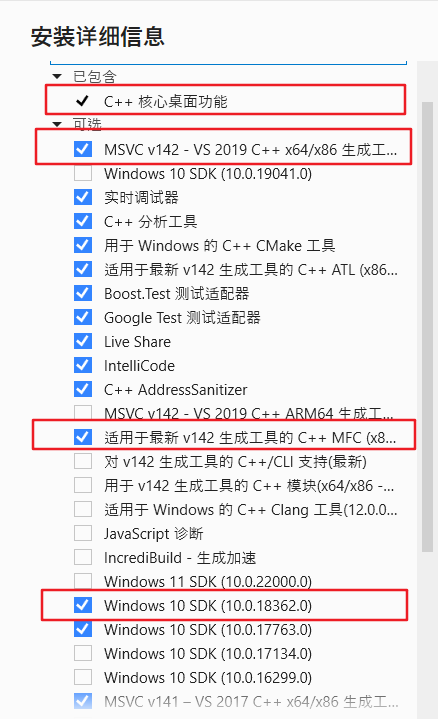 安装详细信息
已包含
C++ 核心桌面功能
可选
MSVC v142 - VS 2019 C++ x64/x86 生成工...
Windows 10 SDK (10.0.19041.0)
实时调试器
C++ 分析工具
用于 Windows 的 C++ CMake 工具
适用于最新 v142 生成工具的 C++ ATL (x86...
Boost.Test 测试适配器
Google Test 测试适配器
Live Share
IntelliCode
C++ AddressSanitizer
MSVC v142 - VS 2019 C++ ARM64 生成工...
适用于最新 v142 生成工具的 C++ MFC (x8...
对 v142 生成工具的 C++/CLI 支持(最新)
用于 v142 生成工具的 C++ 模块(x64/x86 -...
适用于 Windows 的 C++ Clang 工具(12.0.0...
JavaScript 诊断
IncrediBuild - 生成加速
Windows 11 SDK (10.0.22000.0)
Windows 10 SDK (10.0.18362.0)
Windows 10 SDK (10.0.17763.0)
Windows 10 SDK (10.0.17134.0)
Windows 10 SDK (10.0.16299.0)
MSVC v141 – VS 2017 C++ x64/x86 生成工...